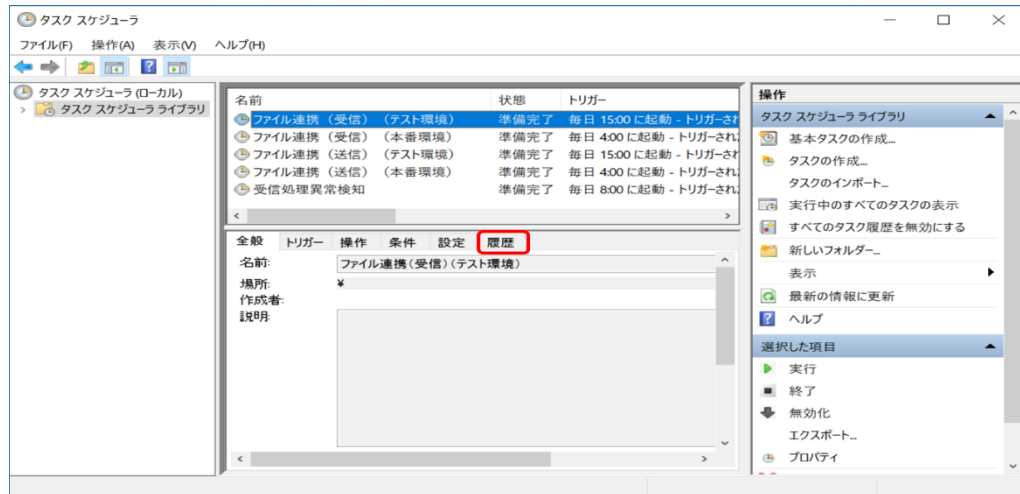 タスク スケジューラ
ファイル(F) 操作(A) 表示(V) ヘルプ(H)
タスク スケジューラ (ローカル)
タスク スケジューラ ライブラリ
名前 状態 トリガー
ファイル連携（受信）（テスト環境） 準備完了 毎日 15:00 に起動 - トリガーされ
ファイル連携（受信）（本番環境） 準備完了 毎日 4:00 に起動 - トリガーされ
ファイル連携（送信）（テスト環境） 準備完了 毎日 15:00 に起動 - トリガーされ
ファイル連携（送信）（本番環境） 準備完了 毎日 4:00 に起動 - トリガーされ
受信処理異常検知 準備完了 毎日 8:00 に起動 - トリガーされ
全般 トリガー 操作 条件 設定 履歴
名前: ファイル連携(受信)(テスト環境)
場所: ¥
作成者:
説明:
操作
タスク スケジューラ ライブラリ
基本タスクの作成...
タスクの作成...
タスクのインポート...
実行中のすべてのタスクの表示
すべてのタスク履歴を無効にする
新しいフォルダー...
表示
最新の情報に更新
ヘルプ
選択した項目
実行
終了
無効化
エクスポート...
プロパティ